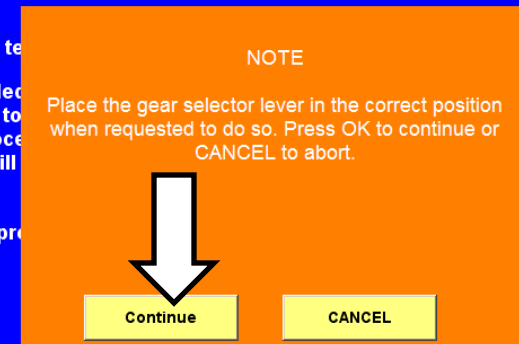 NOTE
Place the gear selector lever in the correct position
when requested to do so. Press OK to continue or
CANCEL to abort.
Continue
CANCEL